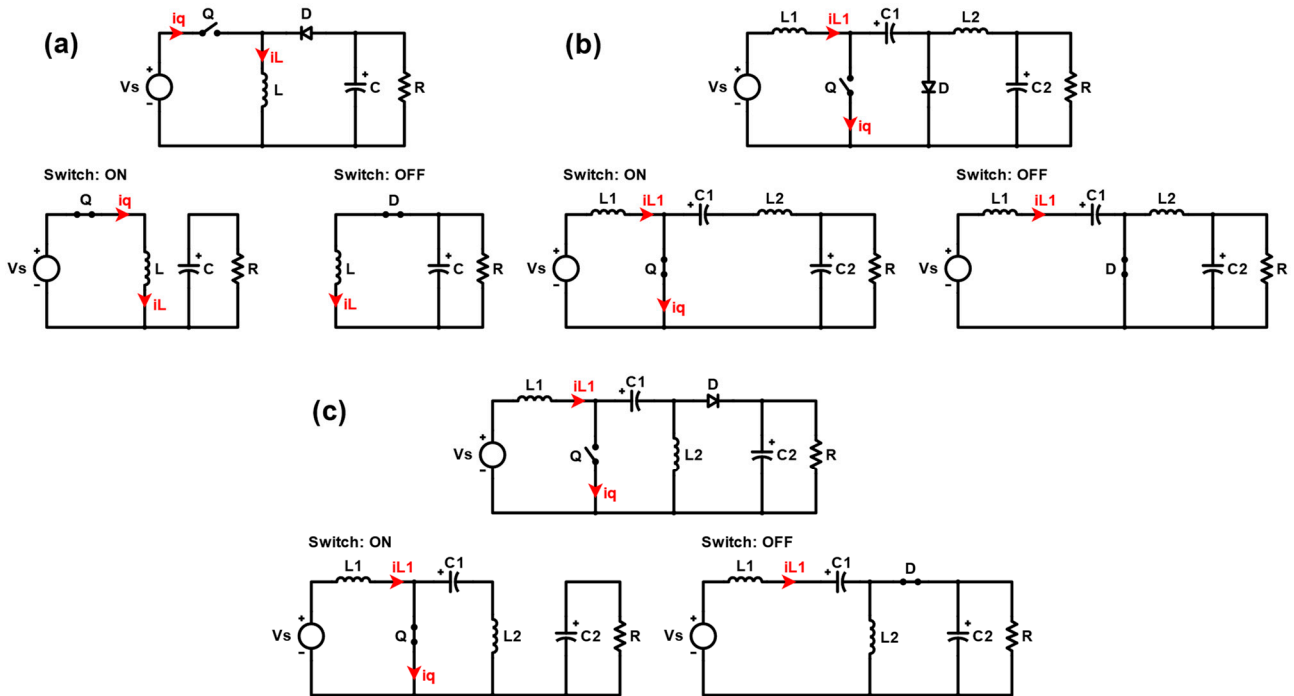 (a)
iq Q D
+ iL +
Vs L C R
-
Switch: ON
Q iq
+ +
Vs L C R
-
iL
Switch: OFF
D
+
L C R
iL
(b)
L1 iL1 + C1 L2
+ +
Vs Q D C2 R
-
iq
Switch: ON
L1 iL1 + C1 L2
+ +
Vs Q C2 R
-
iq
Switch: OFF
L1 iL1 + C1 L2
+ +
Vs D C2 R
-
(c)
L1 iL1 + C1 D
+ +
Vs Q L2 C2 R
-
iq
Switch: ON
L1 iL1 + C1
+ +
Vs Q L2 C2 R
-
iq
Switch: OFF
L1 iL1 + C1 D
+ +
Vs L2 C2 R
-